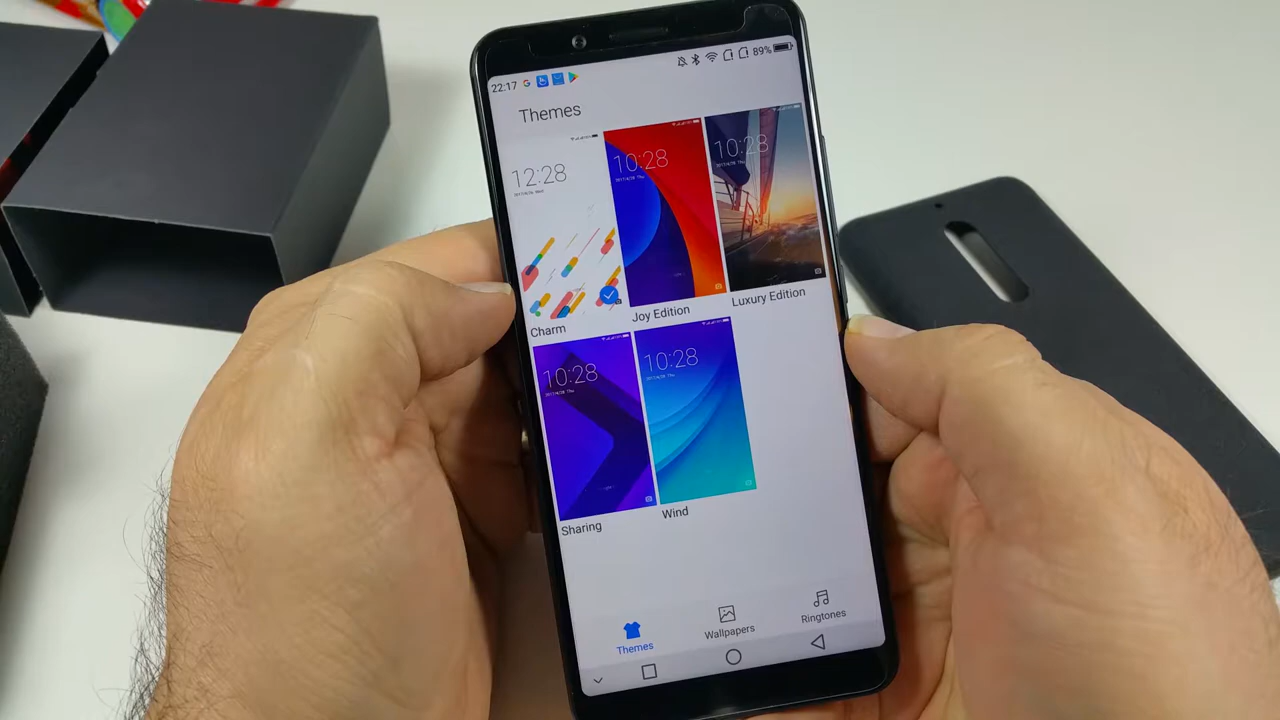 22:17
89%
Themes
12:28
10:28
10:28
Charm
Joy Edition
Luxury Edition
10:28
10:28
Sharing
Wind
Themes
Wallpapers
Ringtones